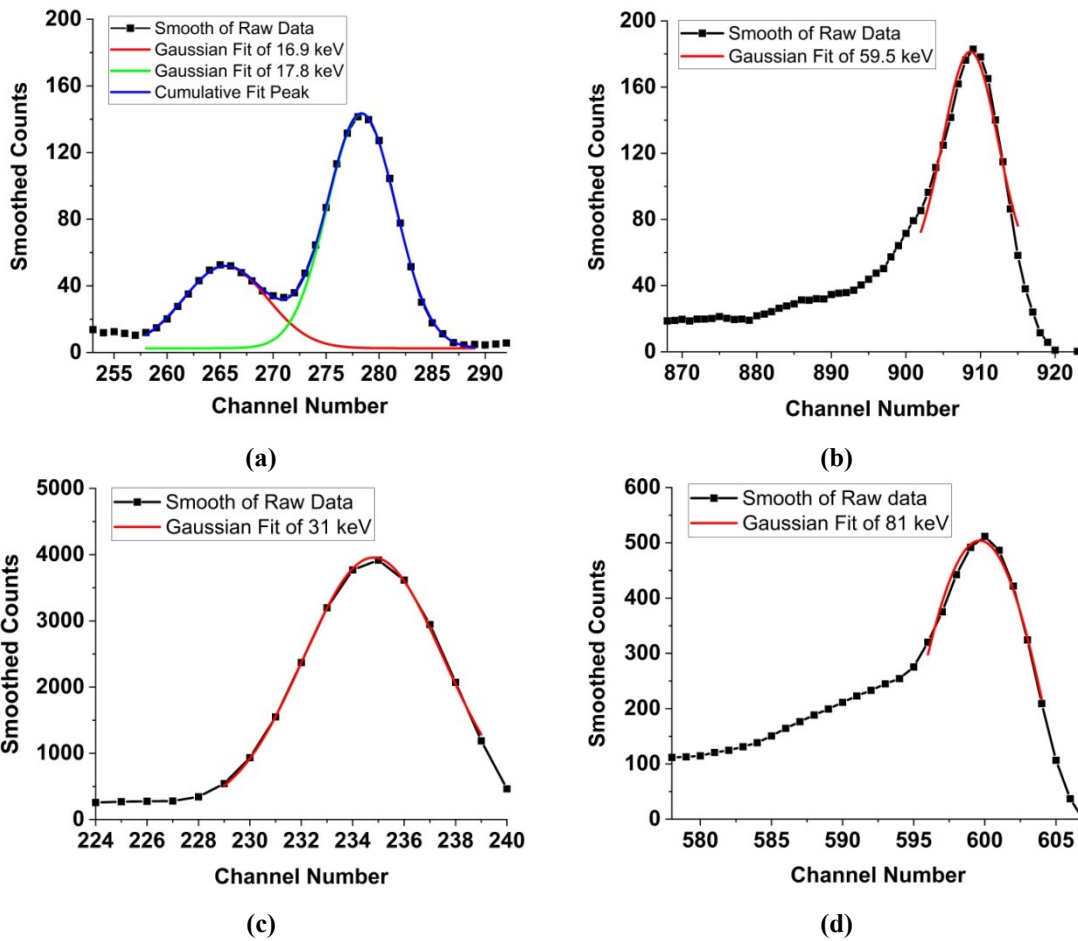 Smooth of Raw Data
Gaussian Fit of 16.9 keV
Gaussian Fit of 17.8 keV
Cumulative Fit Peak
Smoothed Counts
200
160
120
80
40
0
255 260 265 270 275 280 285 290
Channel Number
(a)
Smooth of Raw Data
Gaussian Fit of 59.5 keV
Smoothed Counts
200
160
120
80
40
0
870 880 890 900 910 920
Channel Number
(b)
Smooth of Raw Data
Gaussian Fit of 31 keV
Smoothed Counts
5000
4000
3000
2000
1000
0
224 226 228 230 232 234 236 238 240
Channel Number
(c)
Smooth of Raw data
Gaussian Fit of 81 keV
Smoothed Counts
600
500
400
300
200
100
0
580 585 590 595 600 605
Channel Number
(d)